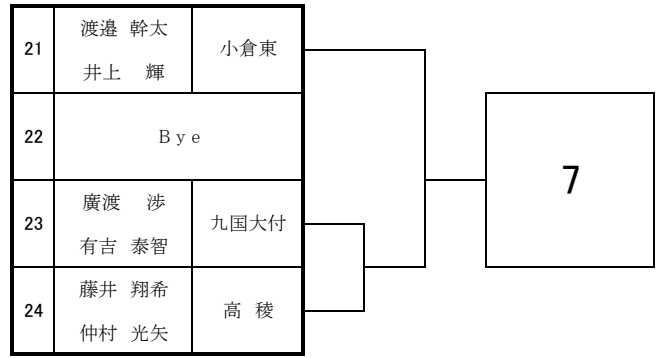 21
渡邉 幹太
井上 輝
小倉東
22
Ｂｙｅ
23
廣渡 渉
有吉 泰智
九国大付
24
藤井 翔希
仲村 光矢
高 稜
7